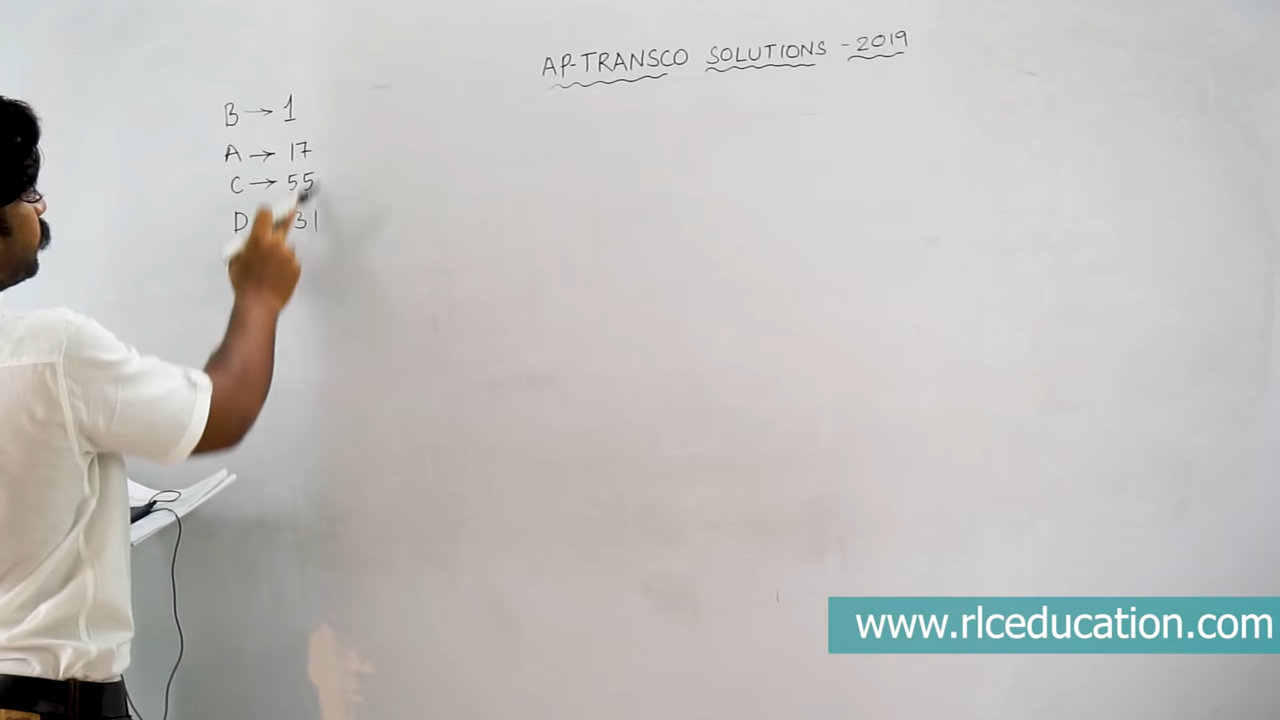 AP-TRANSCO SOLUTIONS - 2019
B → 1
A → 17
C → 55
D 31
www.rlceducation.com